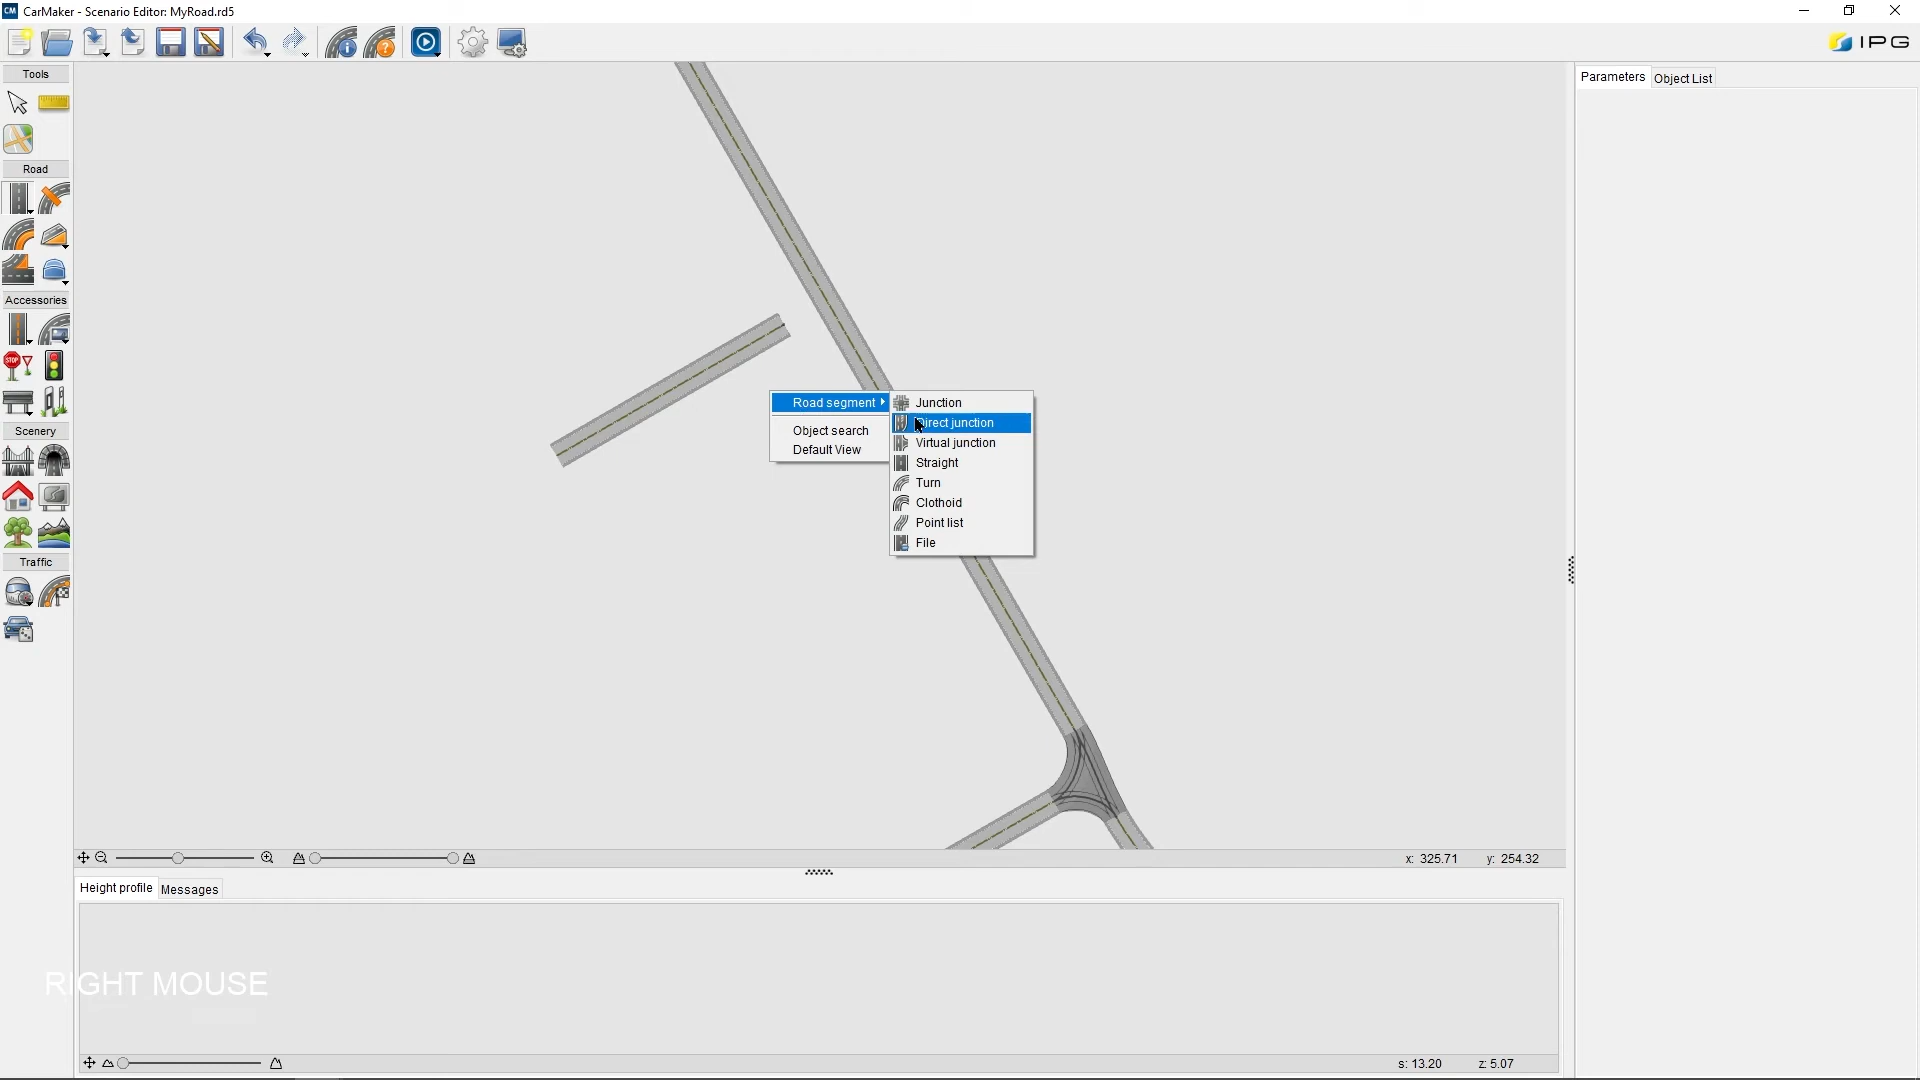 CM CarMaker - Scenario Editor: MyRoad.rd5
IPG
Tools
Road
Accessories
STOP
Scenery
Traffic
Road segment
Object search
Default View
Junction
Direct junction
Virtual junction
Straight
Turn
Clothoid
Point list
File
Parameters
Object List
x: 325.71 y: 254.32
Height profile
Messages
RIGHT MOUSE
s: 13.20 z: 5.07